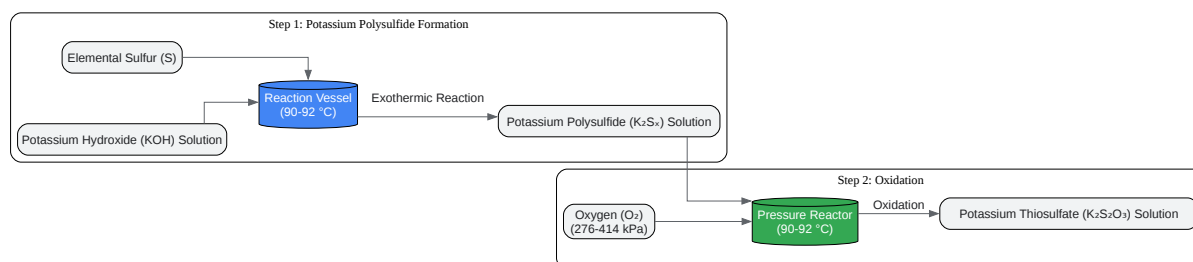 Step 1: Potassium Polysulfide Formation
Elemental Sulfur (S)
Reaction Vessel
(90-92 °C)
Exothermic Reaction
Potassium Hydroxide (KOH) Solution
Potassium Polysulfide (K₂Sₓ) Solution
Step 2: Oxidation
Oxygen (O₂)
(276-414 kPa)
Pressure Reactor
(90-92 °C)
Oxidation
Potassium Thiosulfate (K₂S₂O₃) Solution